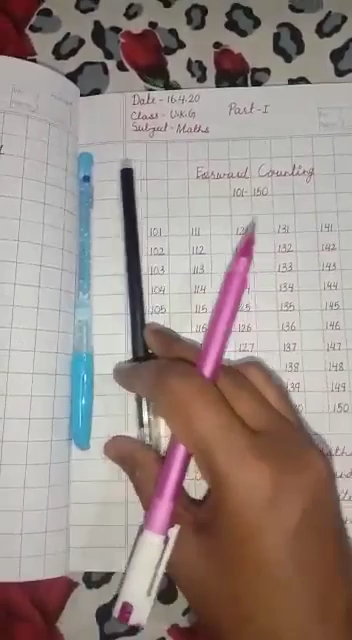 Date - 16.4.20
Class - U.K.G
Subject - Maths
Part-I
Forward Counting
101-150
101 111 131 141
102 112 132 142
103 113 133 143
104 114 134 144
105 115 135 145
126 136 146
127 137 147
138 148
139 149
150